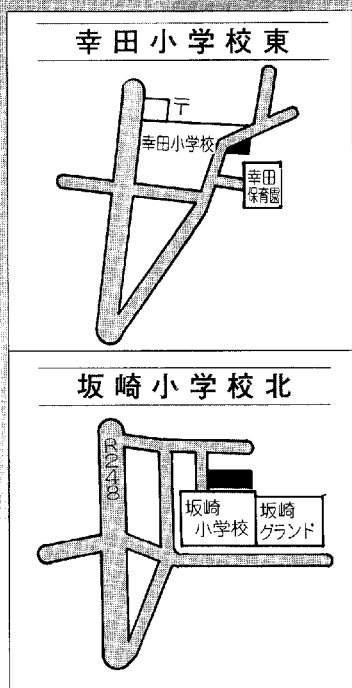 幸田小学校東
〒
幸田小学校
幸田
保育園
坂崎小学校北
R248
坂崎
小学校
坂崎
グランド